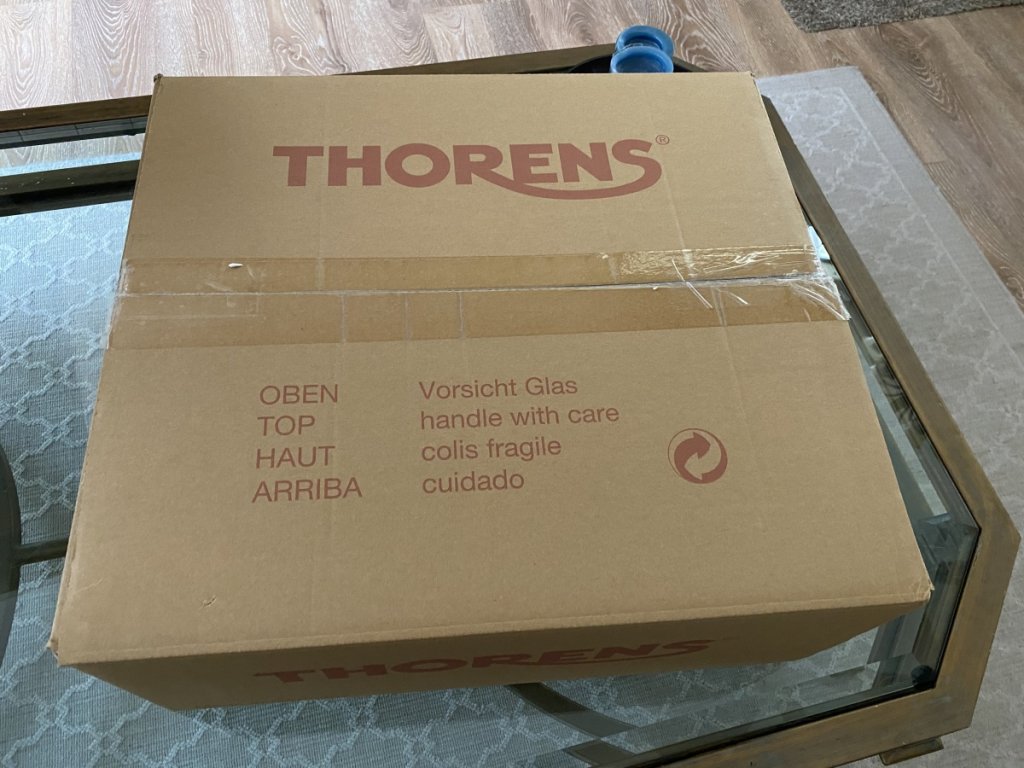 THORENS®
OBEN Vorsicht Glas
TOP handle with care
HAUT colis fragile
ARRIBA cuidado
THORENS